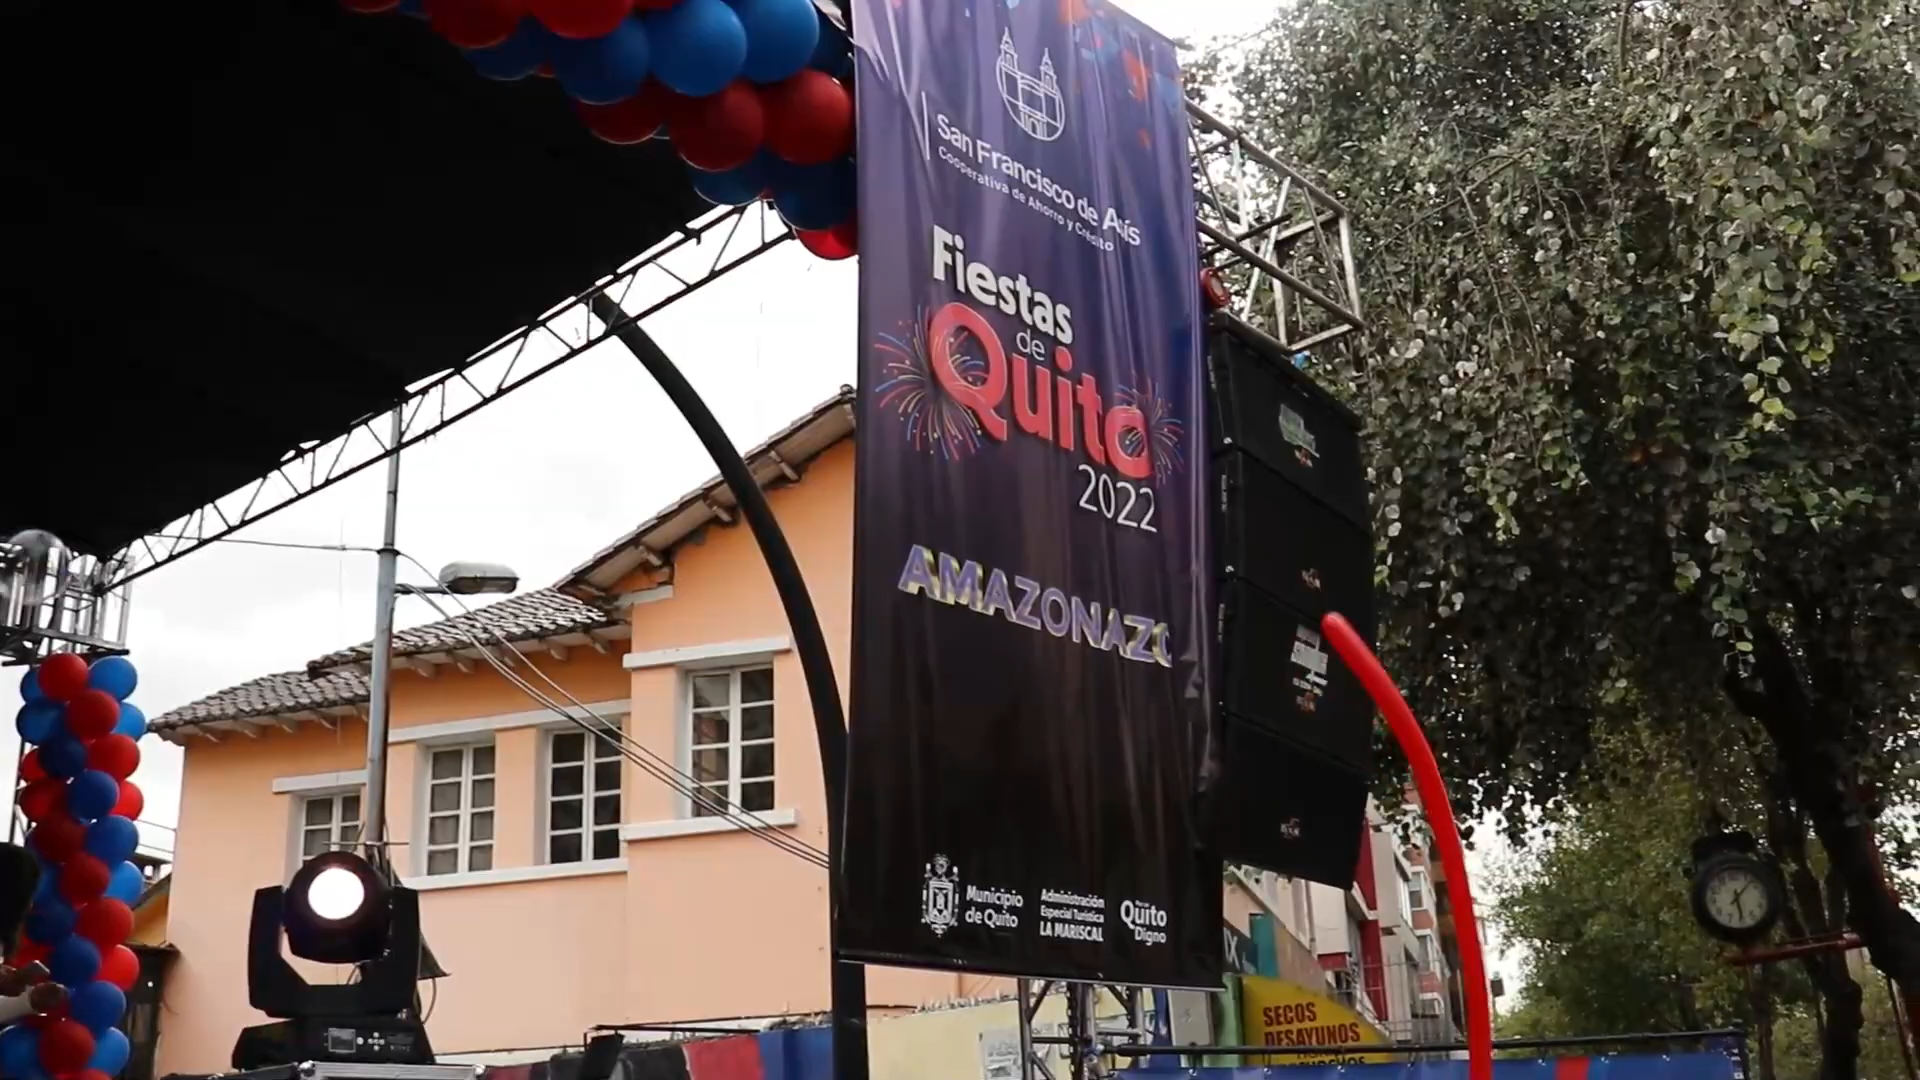 San Francisco de Asís
Cooperativa de Ahorro y Crédito
Fiestas
de
Quito
2022
AMAZONAZO
Municipio
de Quito
Administración
Especial Turística
LA MARISCAL
Quito
Digno
SECOS
DESAYUNOS